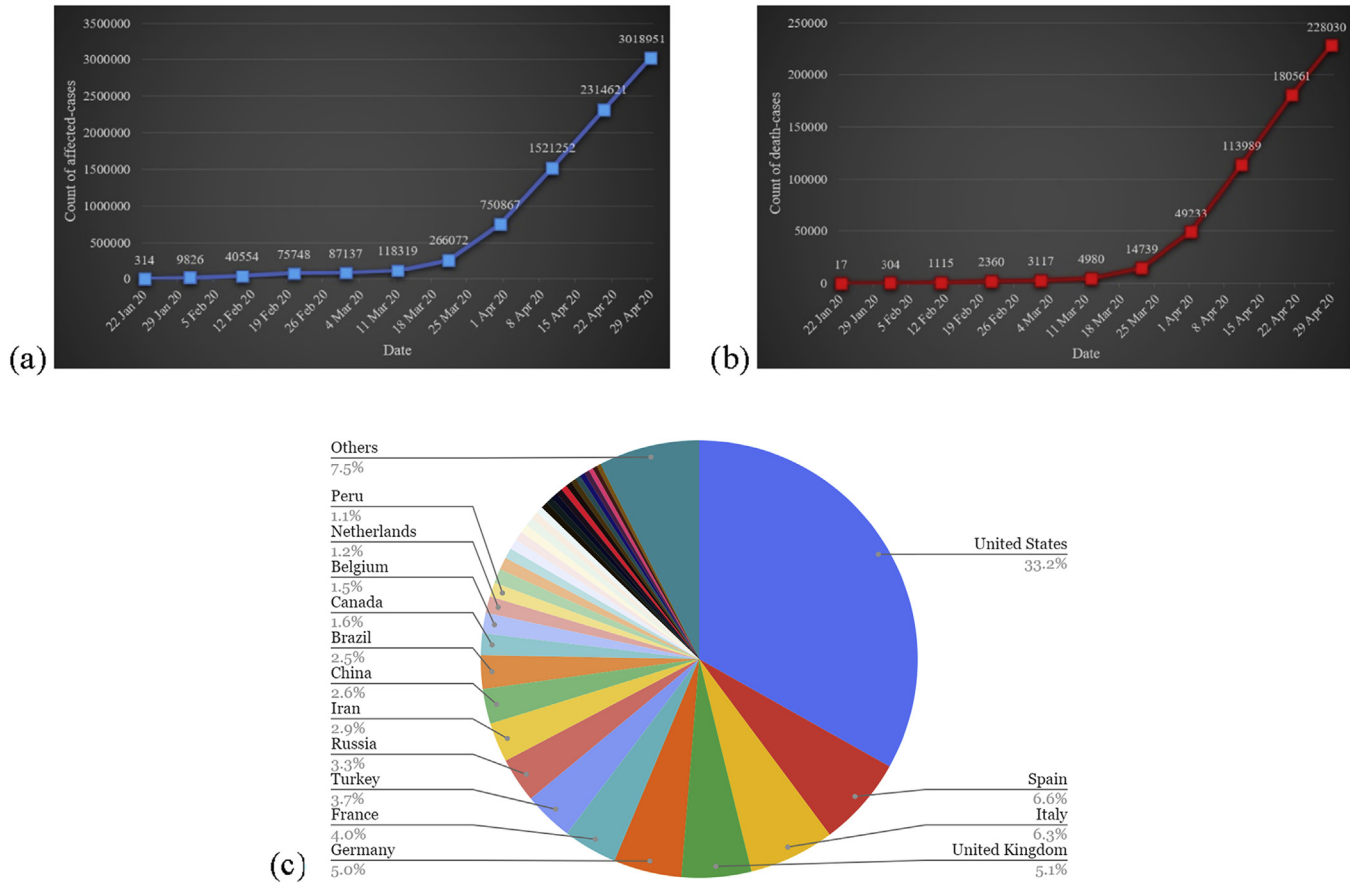 3500000
3000000
2500000
2000000
1500000
1000000
500000
0
Count of affected-cases
314
9826
40554
75748
87137
118319
266072
750867
1521252
2314621
3018951
22 Jan 20
29 Jan 20
5 Feb 20
12 Feb 20
19 Feb 20
26 Feb 20
4 Mar 20
11 Mar 20
18 Mar 20
25 Mar 20
1 Apr 20
8 Apr 20
15 Apr 20
22 Apr 20
29 Apr 20
Date
(a)
250000
200000
150000
100000
50000
0
Count of death-cases
17
304
1115
2360
3117
4980
14739
49233
113989
180561
228030
22 Jan 20
29 Jan 20
5 Feb 20
12 Feb 20
19 Feb 20
26 Feb 20
4 Mar 20
11 Mar 20
18 Mar 20
25 Mar 20
1 Apr 20
8 Apr 20
15 Apr 20
22 Apr 20
29 Apr 20
Date
(b)
Others
7.5%
Peru
1.1%
Netherlands
1.2%
Belgium
1.5%
Canada
1.6%
Brazil
2.5%
China
2.6%
Iran
2.9%
Russia
3.3%
Turkey
3.7%
France
4.0%
Germany
5.0%
United States
33.2%
Spain
6.6%
Italy
6.3%
United Kingdom
5.1%
(c)